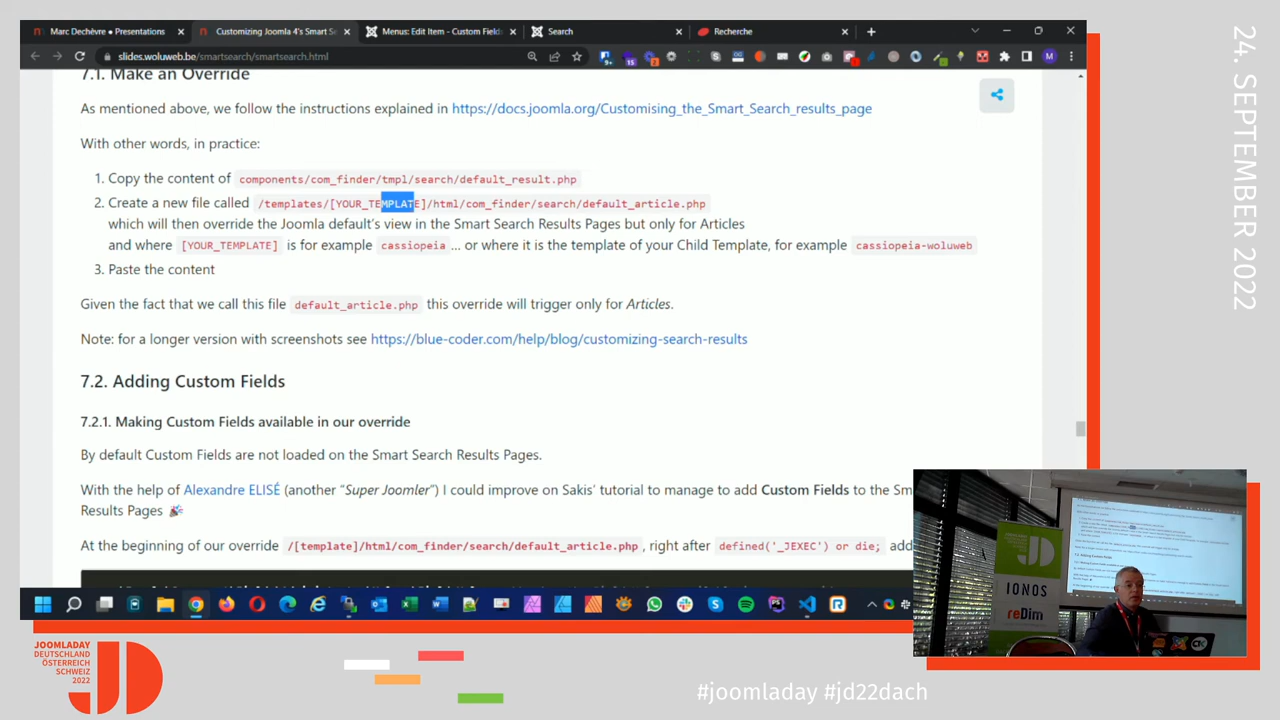 Marc Dechèvre • Presentations
Customizing Joomla 4's Smart S
Menus: Edit Item - Custom Field
Search
Recherche
slides.woluweb.be/smartsearch/smartsearch.html
7.1. Make an Override
As mentioned above, we follow the instructions explained in https://docs.joomla.org/Customising_the_Smart_Search_results_page
With other words, in practice:
1. Copy the content of components/com_finder/tmpl/search/default_result.php
2. Create a new file called /templates/[YOUR_TEMPLATE]/html/com_finder/search/default_article.php
which will then override the Joomla default's view in the Smart Search Results Pages but only for Articles
and where [YOUR_TEMPLATE] is for example cassiopeia ... or where it is the template of your Child Template, for example cassiopeia-woluweb
3. Paste the content
Given the fact that we call this file default_article.php this override will trigger only for Articles.
Note: for a longer version with screenshots see https://blue-coder.com/help/blog/customizing-search-results
7.2. Adding Custom Fields
7.2.1. Making Custom Fields available in our override
By default Custom Fields are not loaded on the Smart Search Results Pages.
With the help of Alexandre ELISÉ (another “Super Joomler”) I could improve on Sakis' tutorial to manage to add Custom Fields to the Sm
Results Pages
At the beginning of our override /[template]/html/com_finder/search/default_article.php , right after defined('_JEXEC') or die; add
24. SEPTEMBER 2022
IONOS
reDim
JOOMLADAY
DEUTSCHLAND
ÖSTERREICH
SCHWEIZ
2022
#joomladay #jd22dach